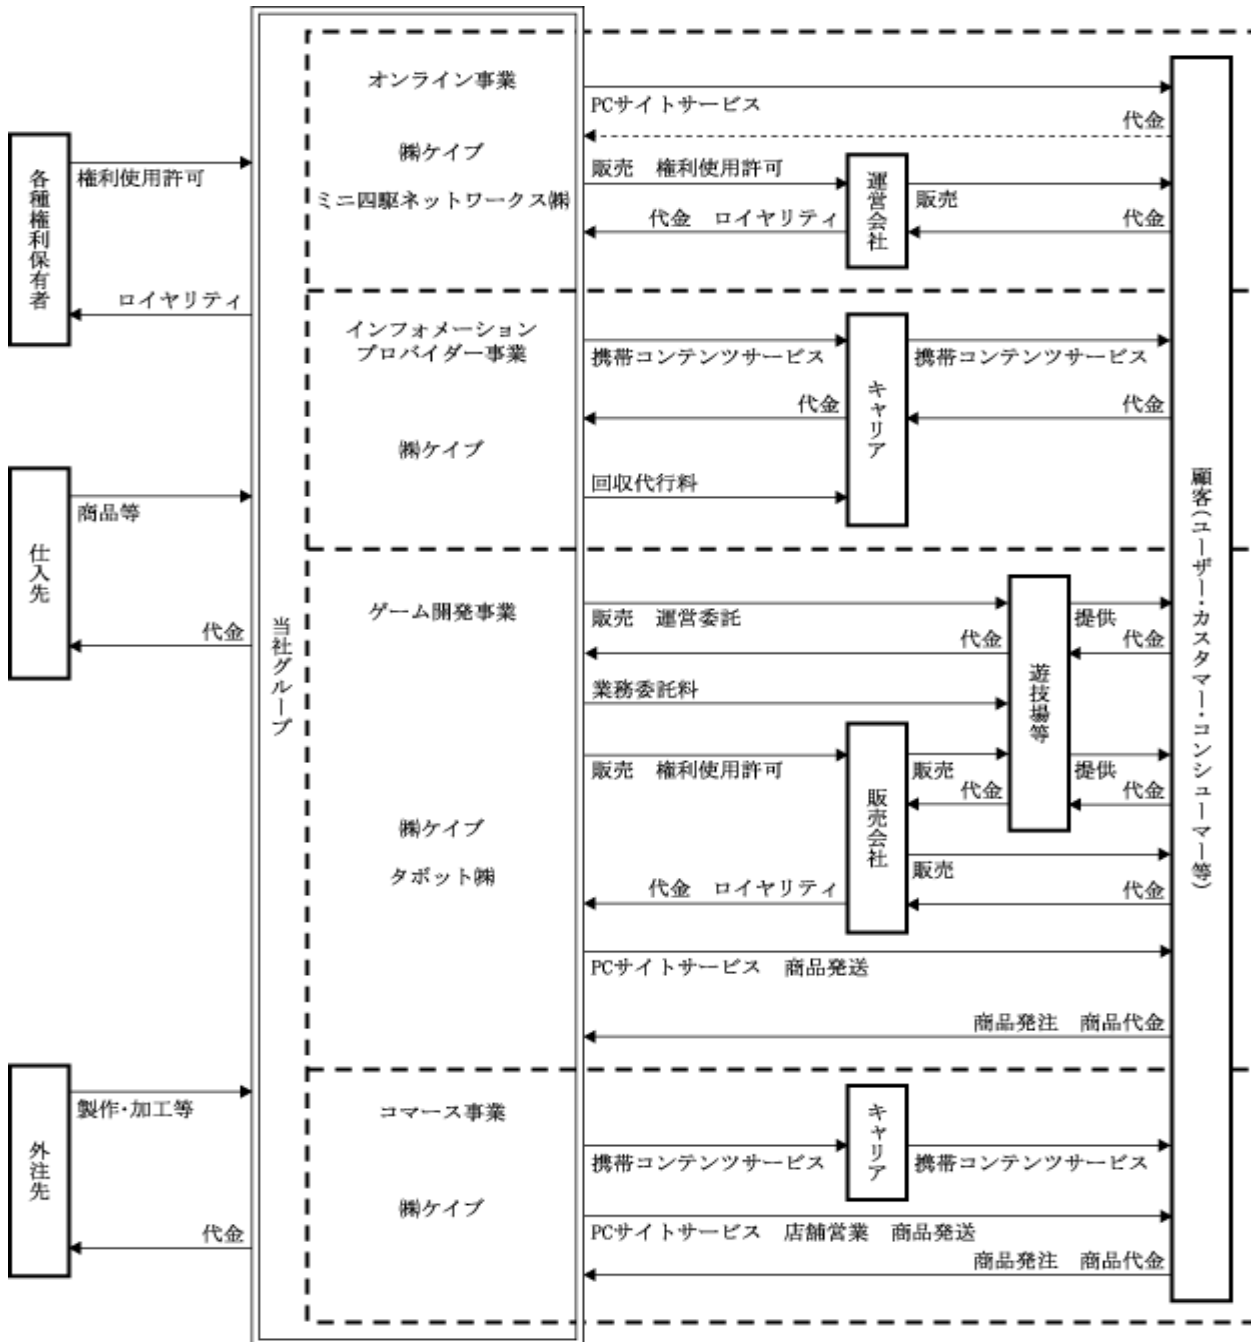 各種権利保有者
権利使用許可
ロイヤリティ
仕入先
商品等
代金
外注先
製作・加工等
代金
当社グループ
オンライン事業
㈱ケイブ
ミニ四駆ネットワークス㈱
PCサイトサービス
代金
販売　権利使用許可
代金　ロイヤリティ
運営会社
販売
代金
インフォメーション
プロバイダー事業
㈱ケイブ
携帯コンテンツサービス
代金
回収代行料
キャリア
携帯コンテンツサービス
代金
ゲーム開発事業
㈱ケイブ
タボット㈱
販売　運営委託
代金
業務委託料
遊技場等
提供
代金
販売　権利使用許可
販売会社
販売
代金
提供
代金
販売
代金
代金　ロイヤリティ
PCサイトサービス　商品発送
商品発注　商品代金
コマース事業
㈱ケイブ
携帯コンテンツサービス
キャリア
携帯コンテンツサービス
PCサイトサービス　店舗営業　商品発送
商品発注　商品代金
顧客(ユーザー・カスタマー・コンシューマー等)